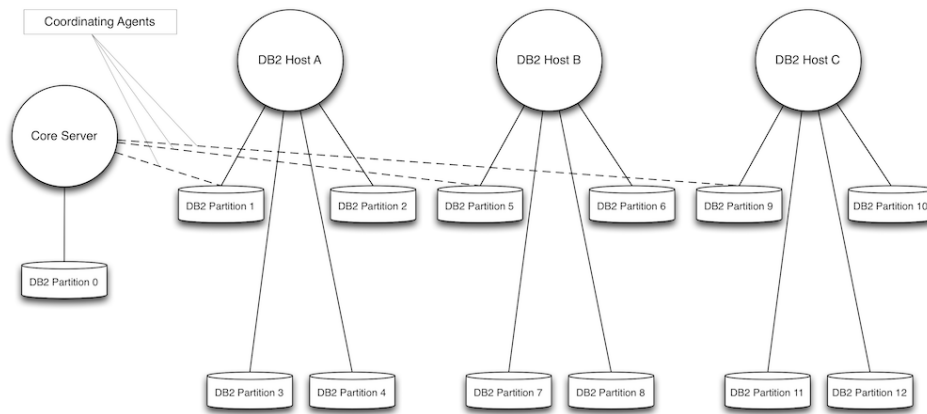 Coordinating Agents
DB2 Host A
DB2 Host B
DB2 Host C
Core Server
DB2 Partition 1
DB2 Partition 2
DB2 Partition 5
DB2 Partition 6
DB2 Partition 9
DB2 Partition 10
DB2 Partition 0
DB2 Partition 3
DB2 Partition 4
DB2 Partition 7
DB2 Partition 8
DB2 Partition 11
DB2 Partition 12